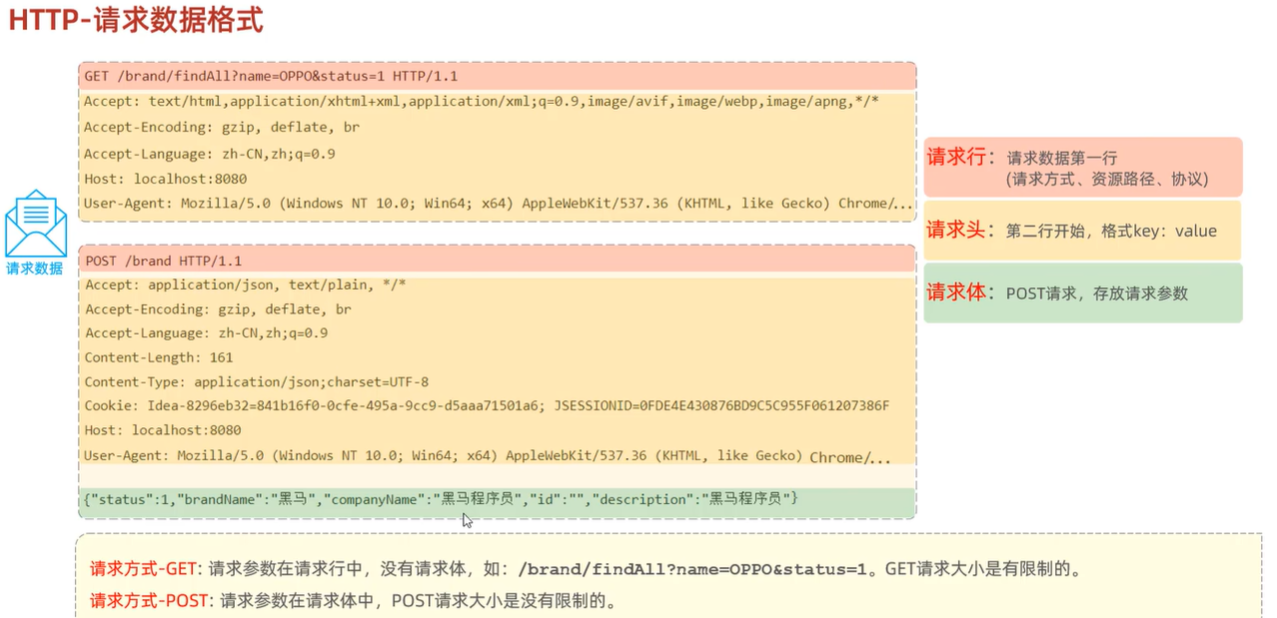 HTTP-请求数据格式
GET /brand/findAll?name=OPPO&status=1 HTTP/1.1
Accept: text/html,application/xhtml+xml,application/xml;q=0.9,image/avif,image/webp,image/apng,*/*
Accept-Encoding: gzip, deflate, br
Accept-Language: zh-CN,zh;q=0.9
Host: localhost:8080
User-Agent: Mozilla/5.0 (Windows NT 10.0; Win64; x64) AppleWebKit/537.36 (KHTML, like Gecko) Chrome/...
请求数据
POST /brand HTTP/1.1
Accept: application/json, text/plain, */*
Accept-Encoding: gzip, deflate, br
Accept-Language: zh-CN,zh;q=0.9
Content-Length: 161
Content-Type: application/json;charset=UTF-8
Cookie: Idea-8296eb32=841b16f0-0cfe-495a-9cc9-d5aaa71501a6; JSESSIONID=0FDE4E430876BD9C5C955F061207386F
Host: localhost:8080
User-Agent: Mozilla/5.0 (Windows NT 10.0; Win64; x64) AppleWebKit/537.36 (KHTML, like Gecko) Chrome/...
{"status":1,"brandName":"黑马","companyName":"黑马程序员","id":"","description":"黑马程序员"}
请求行：请求数据第一行
(请求方式、资源路径、协议)
请求头：第二行开始，格式key：value
请求体：POST请求，存放请求参数
请求方式-GET: 请求参数在请求行中，没有请求体，如：/brand/findAll?name=OPPO&status=1。GET请求大小是有限制的。
请求方式-POST: 请求参数在请求体中，POST请求大小是没有限制的。